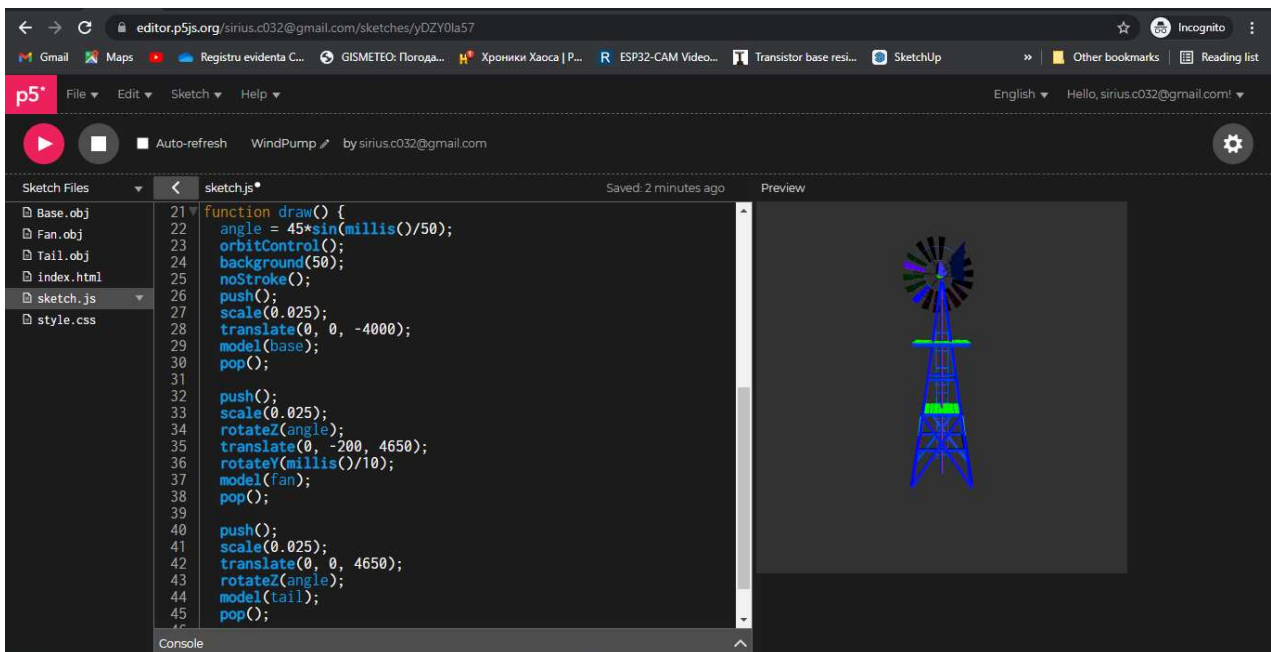 editor.p5js.org/sirius.c032@gmail.com/sketches/yDZY0la57
Incognito
Gmail Maps Registru evidenta C... GISMETEO: Погода... Хроники Хаоса | Р... R ESP32-CAM Video... Transistor base resi... SketchUp » Other bookmarks Reading list
p5* File Edit Sketch Help English Hello, sirius.c032@gmail.com!
Auto-refresh WindPump by sirius.c032@gmail.com
Sketch Files < sketch.js• Saved: 2 minutes ago Preview
Base.obj
Fan.obj
Tail.obj
index.html
sketch.js
style.css
21 function draw() {
22 angle = 45*sin(millis()/50);
23 orbitControl();
24 background(50);
25 noStroke();
26 push();
27 scale(0.025);
28 translate(0, 0, -4000);
29 model(base);
30 pop();
31
32 push();
33 scale(0.025);
34 rotateZ(angle);
35 translate(0, -200, 4650);
36 rotateY(millis()/10);
37 model(fan);
38 pop();
39
40 push();
41 scale(0.025);
42 translate(0, 0, 4650);
43 rotateZ(angle);
44 model(tail);
45 pop();
Console